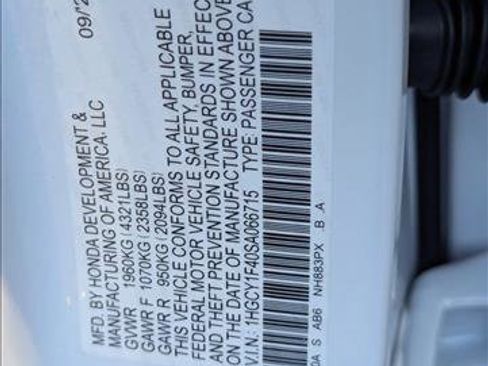 09/2
MFD. BY HONDA DEVELOPMENT &
MANUFACTURING OF AMERICA, LLC
GVWR 1960KG(4321LBS)
GAWR F 1070KG(2358LBS)
GAWR R 950KG(2094LBS)
THIS VEHICLE CONFORMS TO ALL APPLICABLE
FEDERAL MOTOR VEHICLE SAFETY, BUMPER,
AND THEFT PREVENTION STANDARDS IN EFFEC
ON THE DATE OF MANUFACTURE SHOWN ABOVE
V.I.N.: 1HGCY1F40SA066715 TYPE: PASSENGER CA
0A S AB6 NH883PX B A